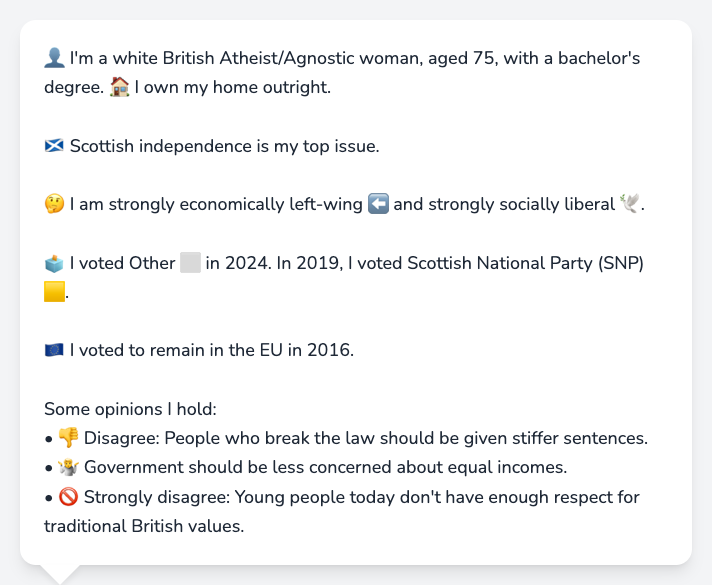 👤 I'm a white British Atheist/Agnostic woman, aged 75, with a bachelor's
degree. 🏠 I own my home outright.
🏴󠁧󠁢󠁳󠁣󠁴󠁿 Scottish independence is my top issue.
🤔 I am strongly economically left-wing ⬅️ and strongly socially liberal 🕊️.
🗳️ I voted Other ⬜ in 2024. In 2019, I voted Scottish National Party (SNP)
🟨.
🇪🇺 I voted to remain in the EU in 2016.
Some opinions I hold:
• 👎 Disagree: People who break the law should be given stiffer sentences.
• 🤷 Government should be less concerned about equal incomes.
• 🚫 Strongly disagree: Young people today don't have enough respect for
traditional British values.